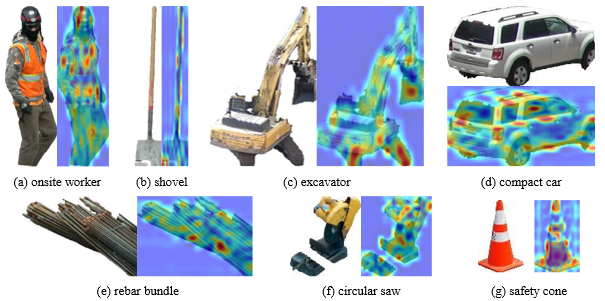 (a) onsite worker
(b) shovel
(c) excavator
(d) compact car
(e) rebar bundle
(f) circular saw
(g) safety cone